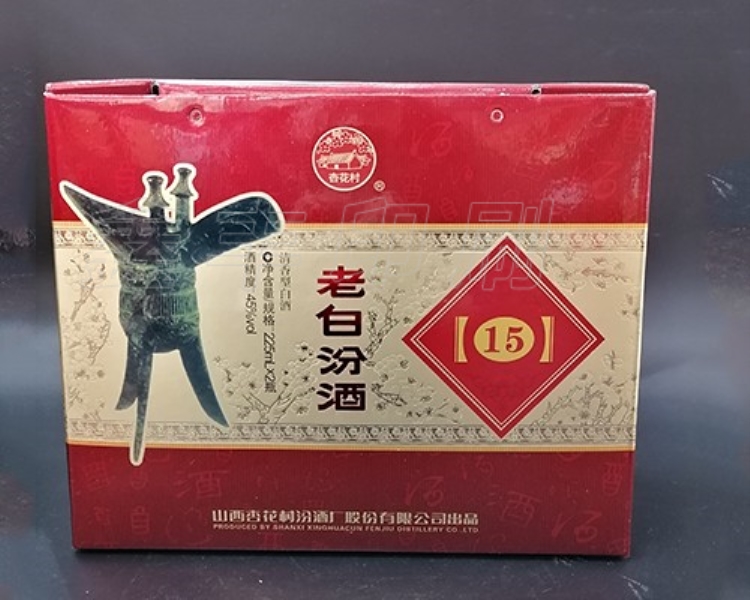 杏花村
®
清香型白酒
净含量/规格:225mL×2瓶
酒精度:45%vol
老白汾酒
【15】
山西杏花村汾酒厂股份有限公司出品
PRODUCED BY SHANXI XINGHUACUN FENJIU DISTILLERY CO.,LTD